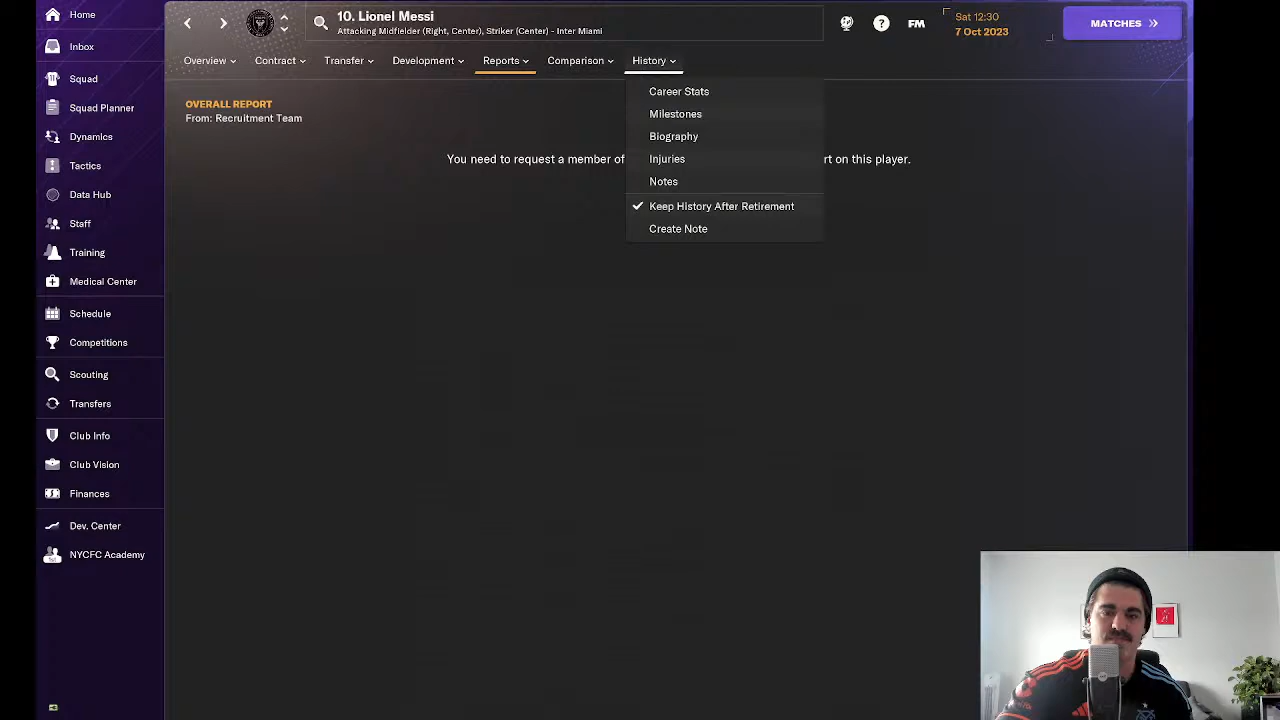 Home
Inbox
Squad
Squad Planner
Dynamics
Tactics
Data Hub
Staff
Training
Medical Center
Schedule
Competitions
Scouting
Transfers
Club Info
Club Vision
Finances
Dev. Center
NYCFC Academy
10. Lionel Messi
Attacking Midfielder (Right, Center), Striker (Center) - Inter Miami
?
FM
Sat 12:30
7 Oct 2023
MATCHES
Overview
Contract
Transfer
Development
Reports
Comparison
History
OVERALL REPORT
From: Recruitment Team
You need to request a member of
rt on this player.
Career Stats
Milestones
Biography
Injuries
Notes
Keep History After Retirement
Create Note